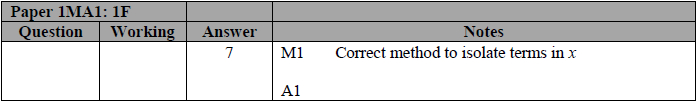 Paper 1MA1: 1F
Question Working Answer Notes
7 M1 Correct method to isolate terms in x
A1